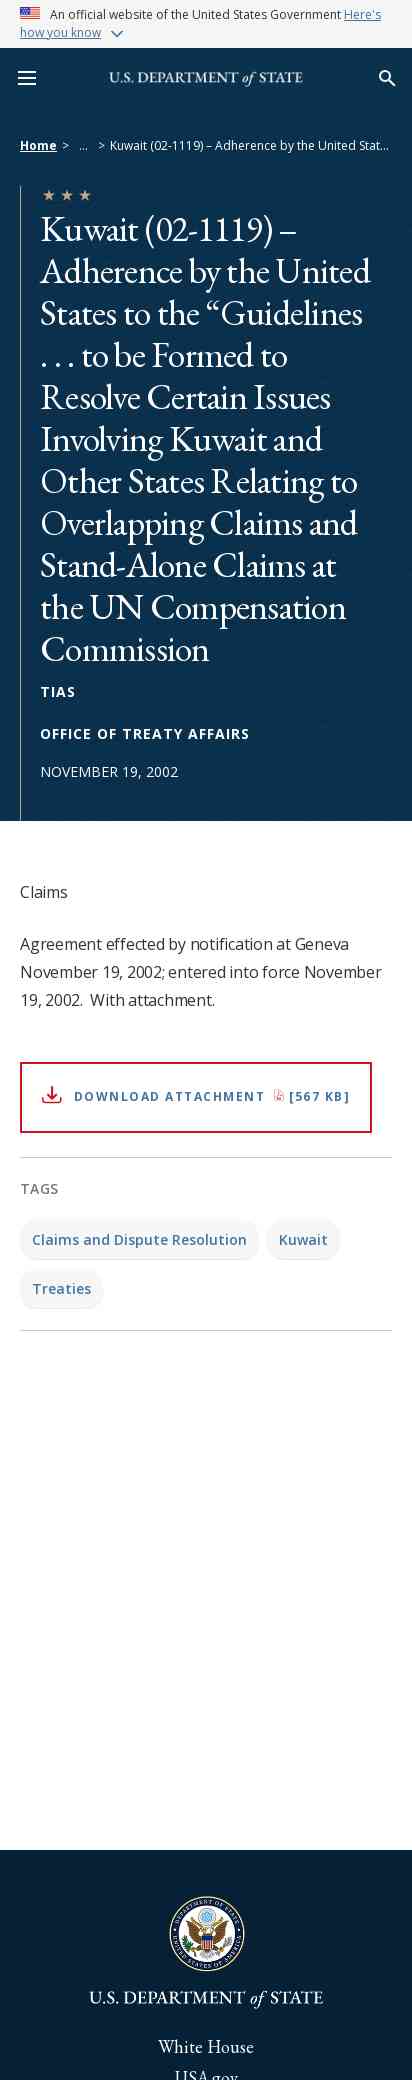 An official website of the United States Government Here's
how you know
U.S. DEPARTMENT of STATE
Home > ... > Kuwait (02-1119) – Adherence by the United Stat...
Kuwait (02-1119) –
Adherence by the United
States to the “Guidelines
. . . to be Formed to
Resolve Certain Issues
Involving Kuwait and
Other States Relating to
Overlapping Claims and
Stand-Alone Claims at
the UN Compensation
Commission
TIAS
OFFICE OF TREATY AFFAIRS
NOVEMBER 19, 2002
Claims
Agreement effected by notification at Geneva
November 19, 2002; entered into force November
19, 2002.  With attachment.
DOWNLOAD ATTACHMENT [567 KB]
TAGS
Claims and Dispute Resolution
Kuwait
Treaties
DEPARTMENT OF STATE
UNITED STATES OF AMERICA
U.S. DEPARTMENT of STATE
White House
USA.gov